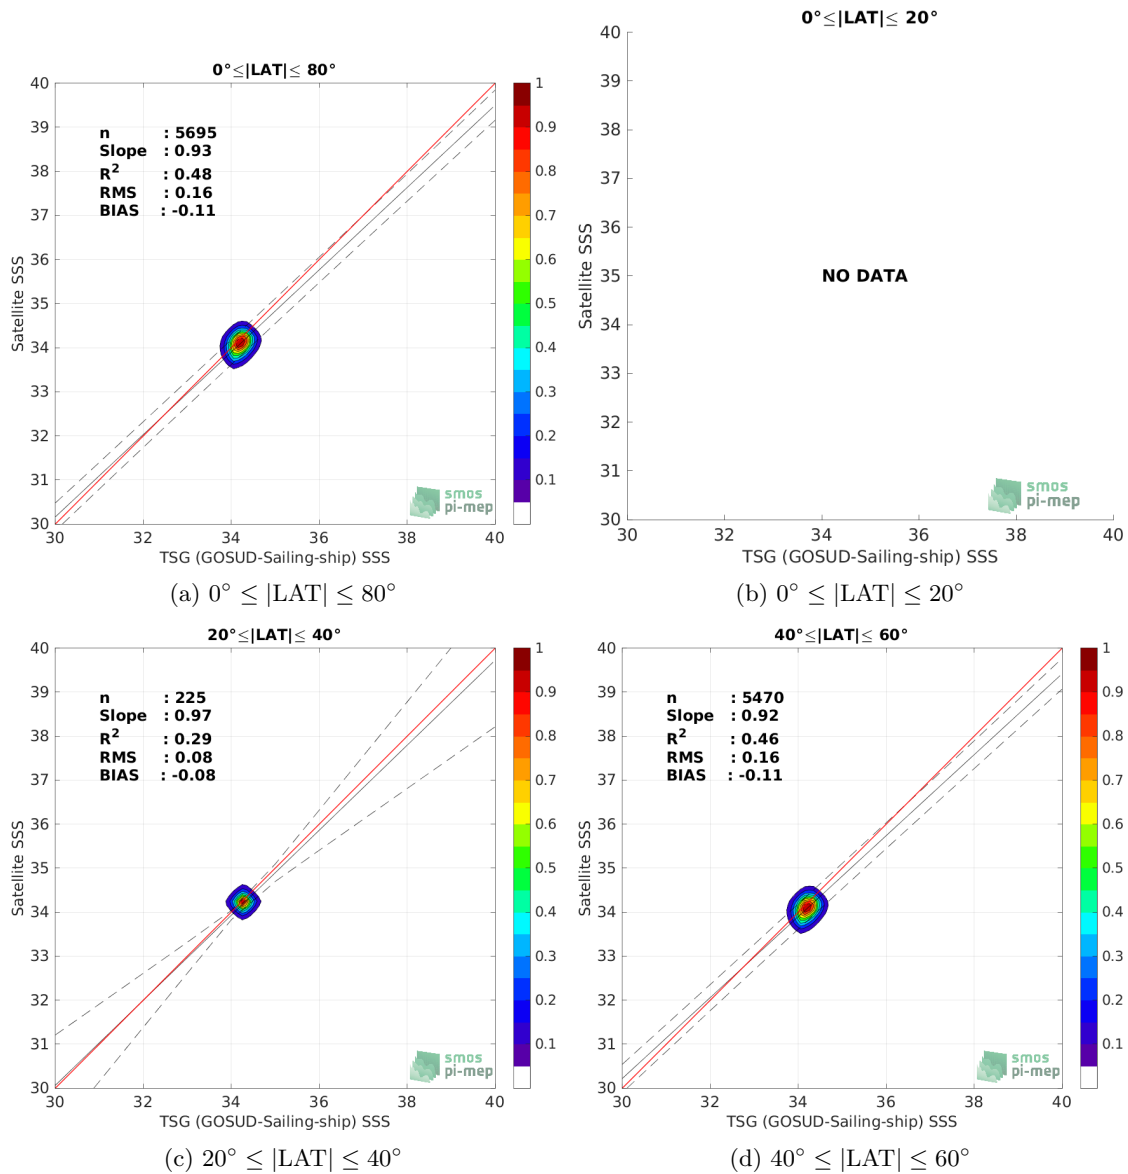 0°≤|LAT|≤ 80°
n : 5695
Slope : 0.93
R² : 0.48
RMS : 0.16
BIAS : -0.11
40
39
38
37
36
35
34
33
32
31
30
Satellite SSS
30 32 34 36 38 40
TSG (GOSUD-Sailing-ship) SSS
1
0.9
0.8
0.7
0.6
0.5
0.4
0.3
0.2
0.1
smos
pi-mep
(a) 0° ≤ |LAT| ≤ 80°
0°≤|LAT|≤ 20°
40
39
38
37
36
35
34
33
32
31
30
Satellite SSS
NO DATA
smos
pi-mep
30 32 34 36 38 40
TSG (GOSUD-Sailing-ship) SSS
(b) 0° ≤ |LAT| ≤ 20°
20°≤|LAT|≤ 40°
n : 225
Slope : 0.97
R² : 0.29
RMS : 0.08
BIAS : -0.08
40
39
38
37
36
35
34
33
32
31
30
Satellite SSS
30 32 34 36 38 40
TSG (GOSUD-Sailing-ship) SSS
1
0.9
0.8
0.7
0.6
0.5
0.4
0.3
0.2
0.1
smos
pi-mep
(c) 20° ≤ |LAT| ≤ 40°
40°≤|LAT|≤ 60°
n : 5470
Slope : 0.92
R² : 0.46
RMS : 0.16
BIAS : -0.11
40
39
38
37
36
35
34
33
32
31
30
Satellite SSS
30 32 34 36 38 40
TSG (GOSUD-Sailing-ship) SSS
1
0.9
0.8
0.7
0.6
0.5
0.4
0.3
0.2
0.1
smos
pi-mep
(d) 40° ≤ |LAT| ≤ 60°